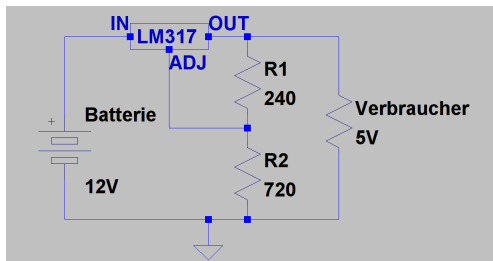 IN
OUT
LM317
ADJ
R1
240
Batterie
Verbraucher
5V
R2
720
12V
+